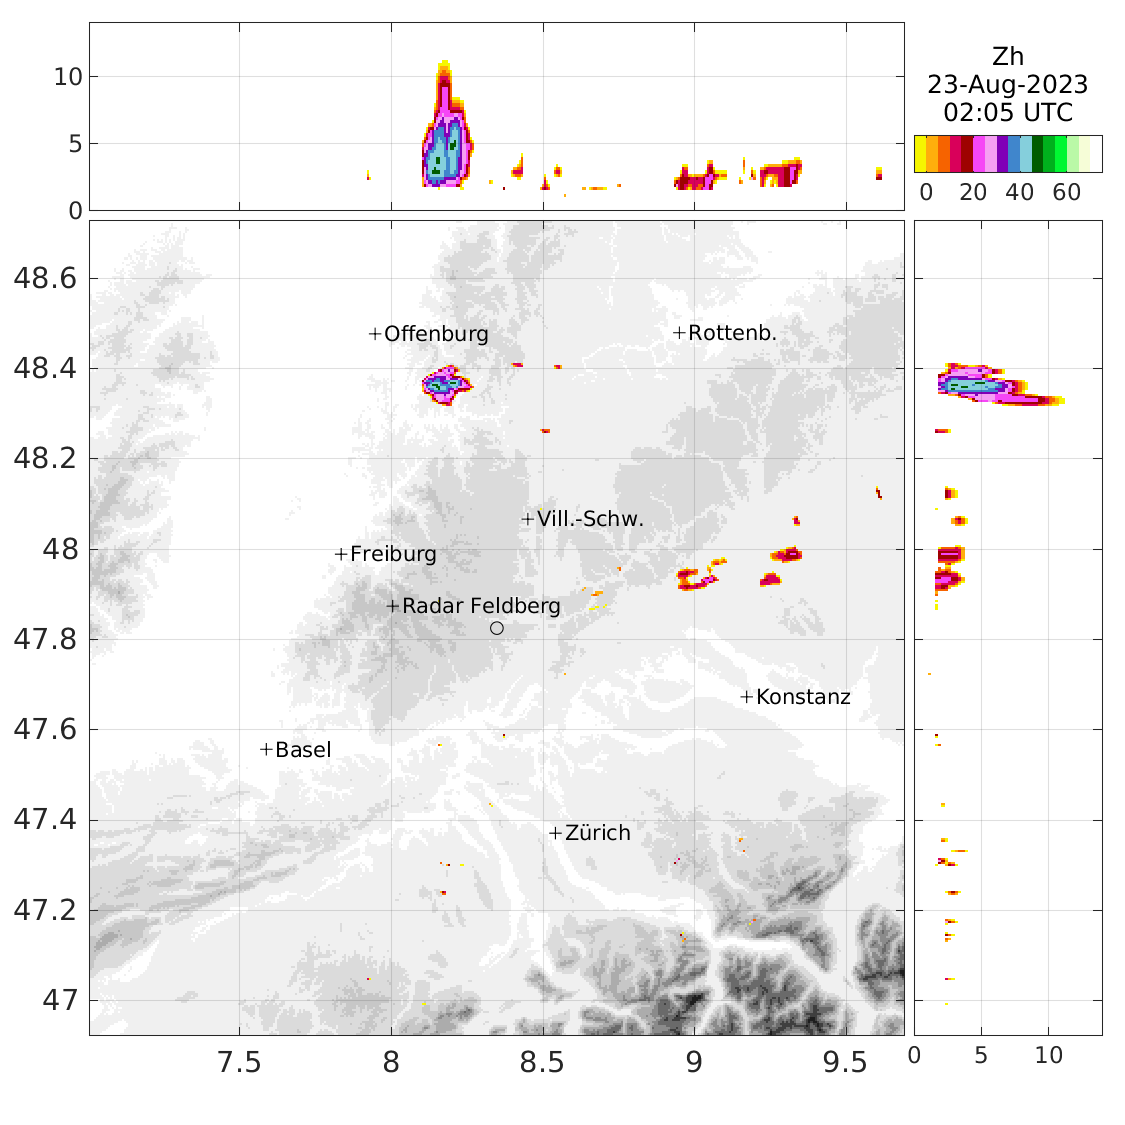 10
5
0
Zh
23-Aug-2023
02:05 UTC
0 20 40 60
48.6
48.4
48.2
48
47.8
47.6
47.4
47.2
47
+Offenburg
+Rottenb.
+Vill.-Schw.
+Freiburg
+Radar Feldberg
+Konstanz
+Basel
+Zürich
7.5 8 8.5 9 9.5
0 5 10